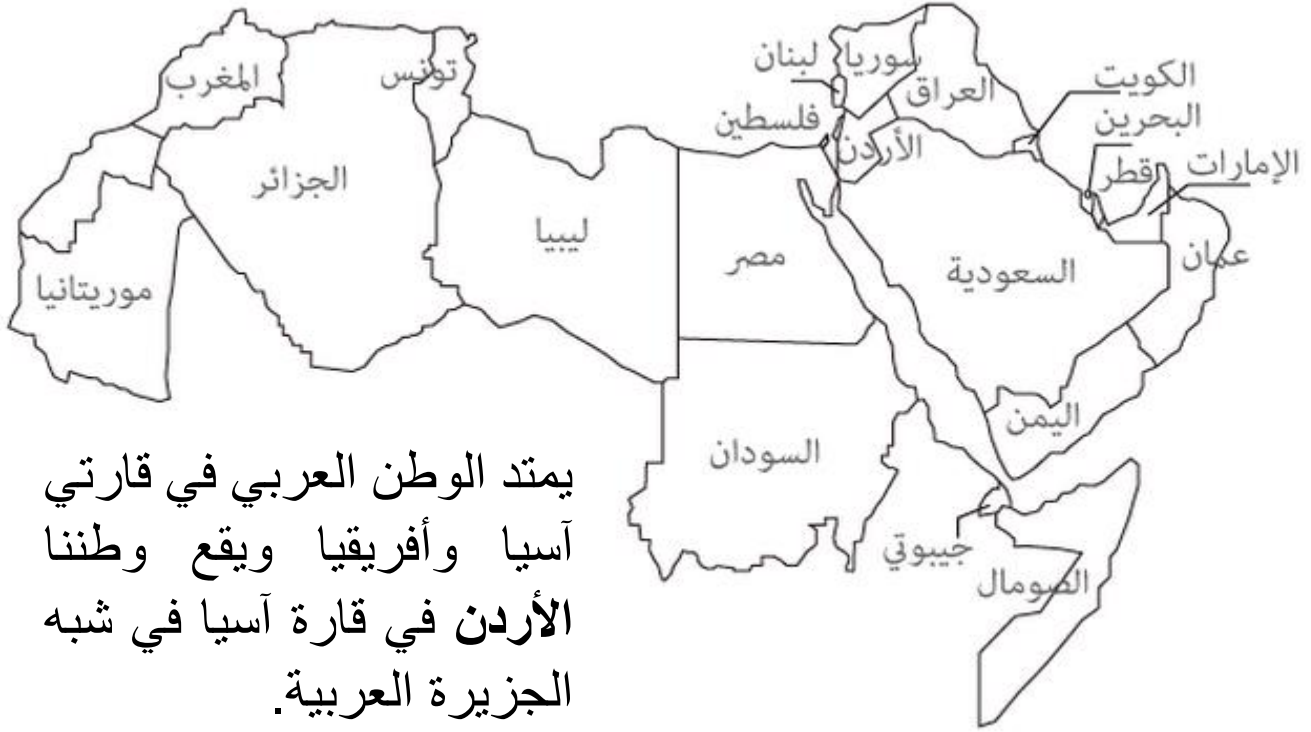 سوريا
لبنان
العراق
الكويت
المغرب
تونس
البحرين
فلسطين
الأردن
الإمارات
قطر
الجزائر
ليبيا
مصر
السعودية
عمان
موريتانيا
اليمن
السودان
جيبوتي
الصومال
يمتد الوطن العربي في قارتي
آسيا وأفريقيا ويقع وطننا
الأردن في قارة آسيا في شبه
الجزيرة العربية.